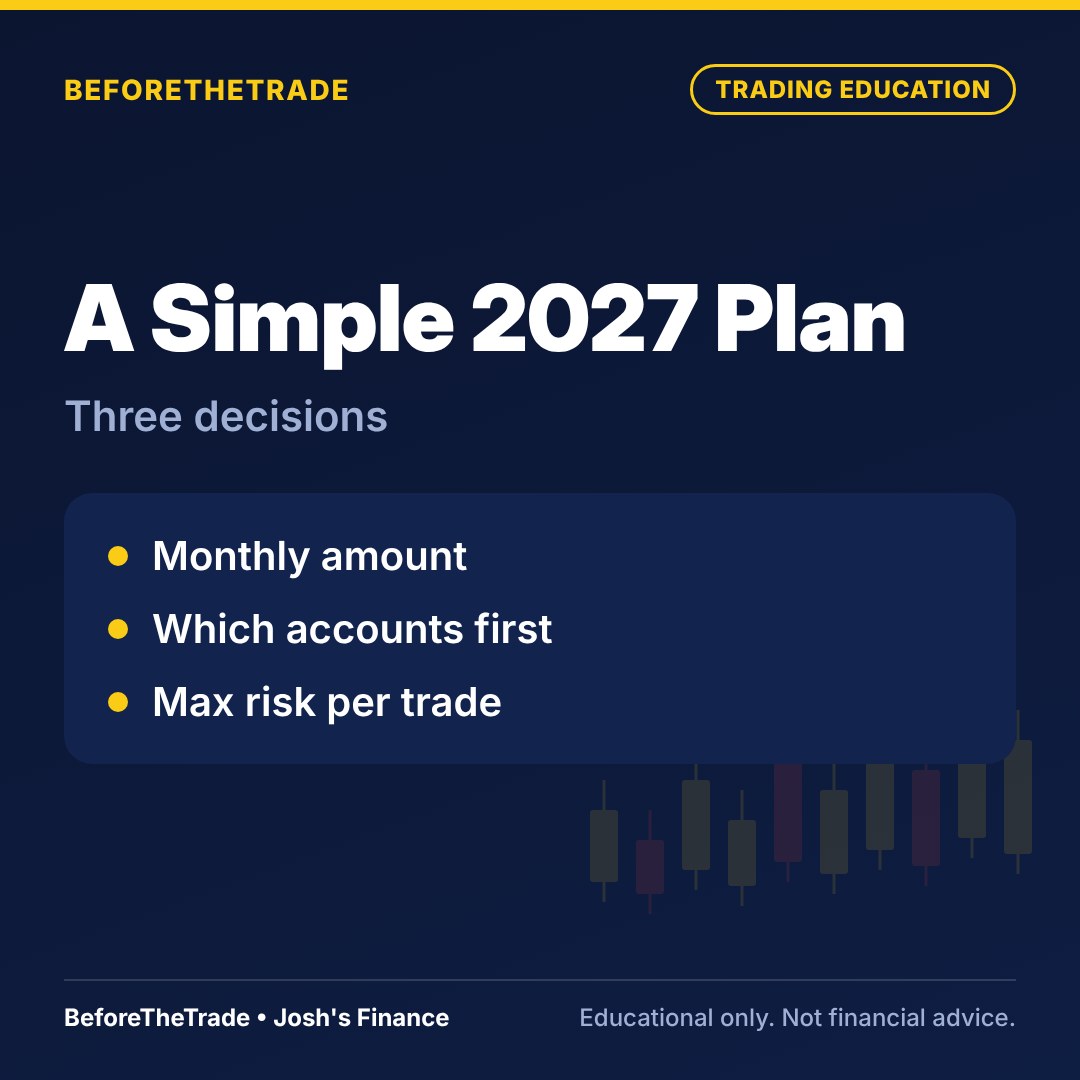 BEFORETHETRADE
TRADING EDUCATION
A Simple 2027 Plan
Three decisions
Monthly amount
Which accounts first
Max risk per trade
BeforeTheTrade • Josh's Finance
Educational only. Not financial advice.